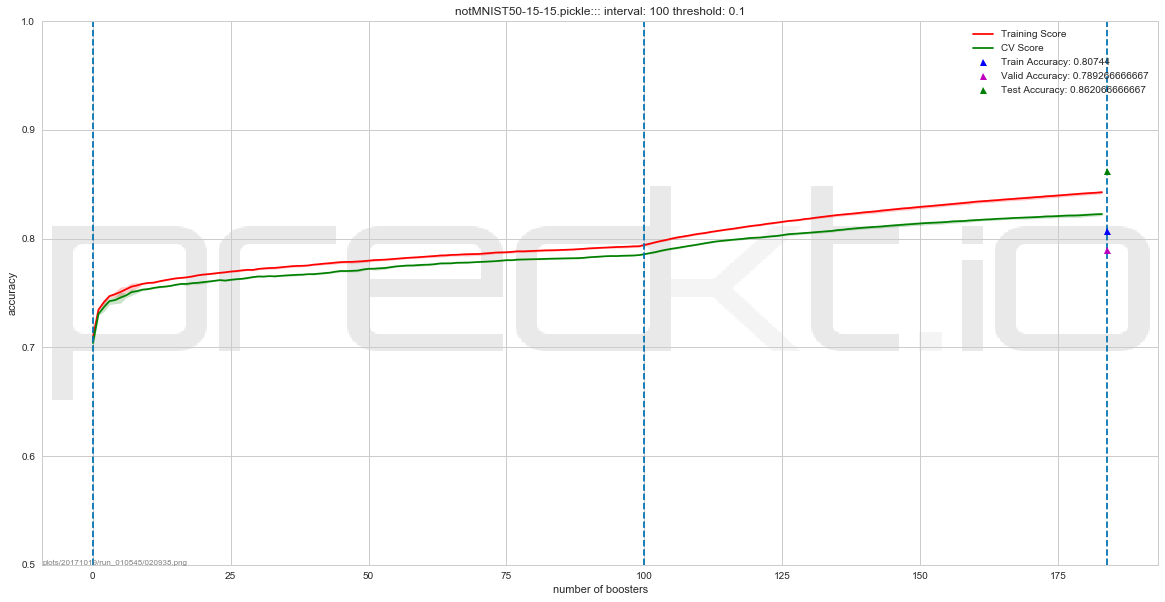 notMNIST50-15-15.pickle::: interval: 100 threshold: 0.1
1.0
0.9
0.8
0.7
0.6
0.5
accuracy
Training Score
CV Score
Train Accuracy: 0.80744
Valid Accuracy: 0.789266666667
Test Accuracy: 0.862066666667
preckt.io
0 25 50 75 100 125 150 175
number of boosters